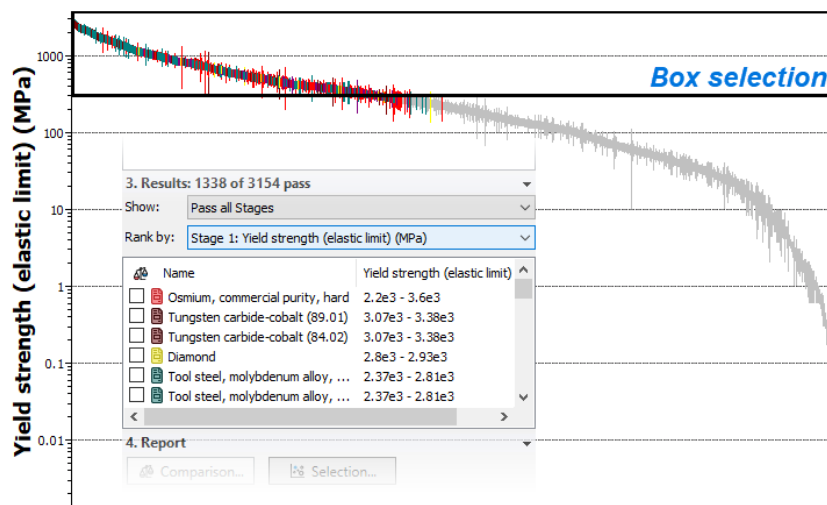 Yield strength (elastic limit) (MPa)
1000
100
10
1
0.1
0.01
Box selection
3. Results: 1338 of 3154 pass
Show: Pass all Stages
Rank by: Stage 1: Yield strength (elastic limit) (MPa)
Name Yield strength (elastic limit)
Osmium, commercial purity, hard 2.2e3 - 3.6e3
Tungsten carbide-cobalt (89.01) 3.07e3 - 3.38e3
Tungsten carbide-cobalt (84.02) 3.07e3 - 3.38e3
Diamond 2.8e3 - 2.93e3
Tool steel, molybdenum alloy, ... 2.37e3 - 2.81e3
Tool steel, molybdenum alloy, ... 2.37e3 - 2.81e3
4. Report
Comparison...
Selection...